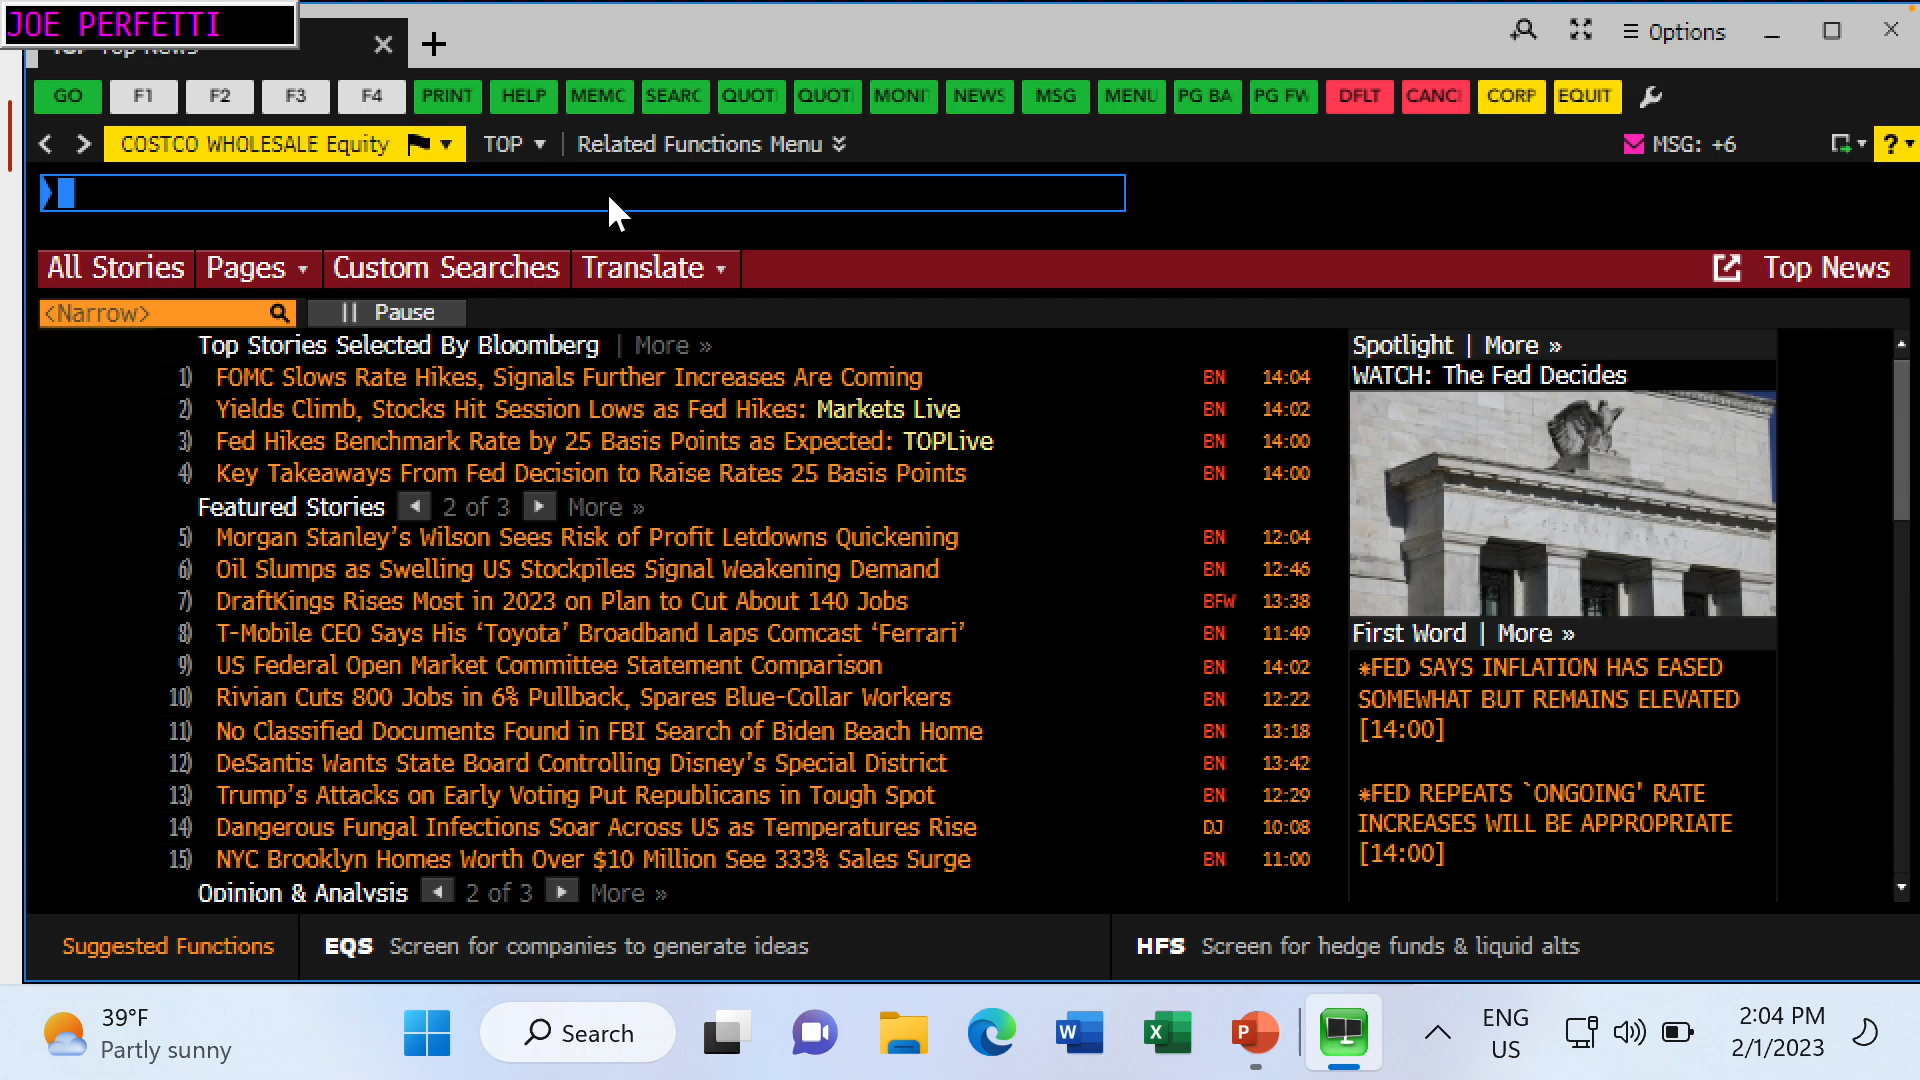 JOE PERFETTI
Options
GO F1 F2 F3 F4 PRINT HELP MEMC SEARC QUOT QUOT MONI NEWS MSG MENU PG BA PG FW DFLT CANC CORP EQUIT
COSTCO WHOLESALE Equity TOP Related Functions Menu MSG: +6 ?
All Stories Pages Custom Searches Translate Top News
<Narrow> Pause
Top Stories Selected By Bloomberg | More »
1) FOMC Slows Rate Hikes, Signals Further Increases Are Coming BN 14:04
2) Yields Climb, Stocks Hit Session Lows as Fed Hikes: Markets Live BN 14:02
3) Fed Hikes Benchmark Rate by 25 Basis Points as Expected: TOPLive BN 14:00
4) Key Takeaways From Fed Decision to Raise Rates 25 Basis Points BN 14:00
Featured Stories 2 of 3 More »
5) Morgan Stanley's Wilson Sees Risk of Profit Letdowns Quickening BN 12:04
6) Oil Slumps as Swelling US Stockpiles Signal Weakening Demand BN 12:46
7) DraftKings Rises Most in 2023 on Plan to Cut About 140 Jobs BFW 13:38
8) T-Mobile CEO Says His ‘Toyota’ Broadband Laps Comcast ‘Ferrari’ BN 11:49
9) US Federal Open Market Committee Statement Comparison BN 14:02
10) Rivian Cuts 800 Jobs in 6% Pullback, Spares Blue-Collar Workers BN 12:22
11) No Classified Documents Found in FBI Search of Biden Beach Home BN 13:18
12) DeSantis Wants State Board Controlling Disney's Special District BN 13:42
13) Trump's Attacks on Early Voting Put Republicans in Tough Spot BN 12:29
14) Dangerous Fungal Infections Soar Across US as Temperatures Rise DJ 10:08
15) NYC Brooklyn Homes Worth Over $10 Million See 333% Sales Surge BN 11:00
Opinion & Analysis 2 of 3 More »
Spotlight | More »
WATCH: The Fed Decides
First Word | More »
*FED SAYS INFLATION HAS EASED
SOMEWHAT BUT REMAINS ELEVATED
[14:00]
*FED REPEATS `ONGOING' RATE
INCREASES WILL BE APPROPRIATE
[14:00]
Suggested Functions EQS Screen for companies to generate ideas HFS Screen for hedge funds & liquid alts
39°F
Partly sunny
Search
W
X
P
ENG
US
2:04 PM
2/1/2023